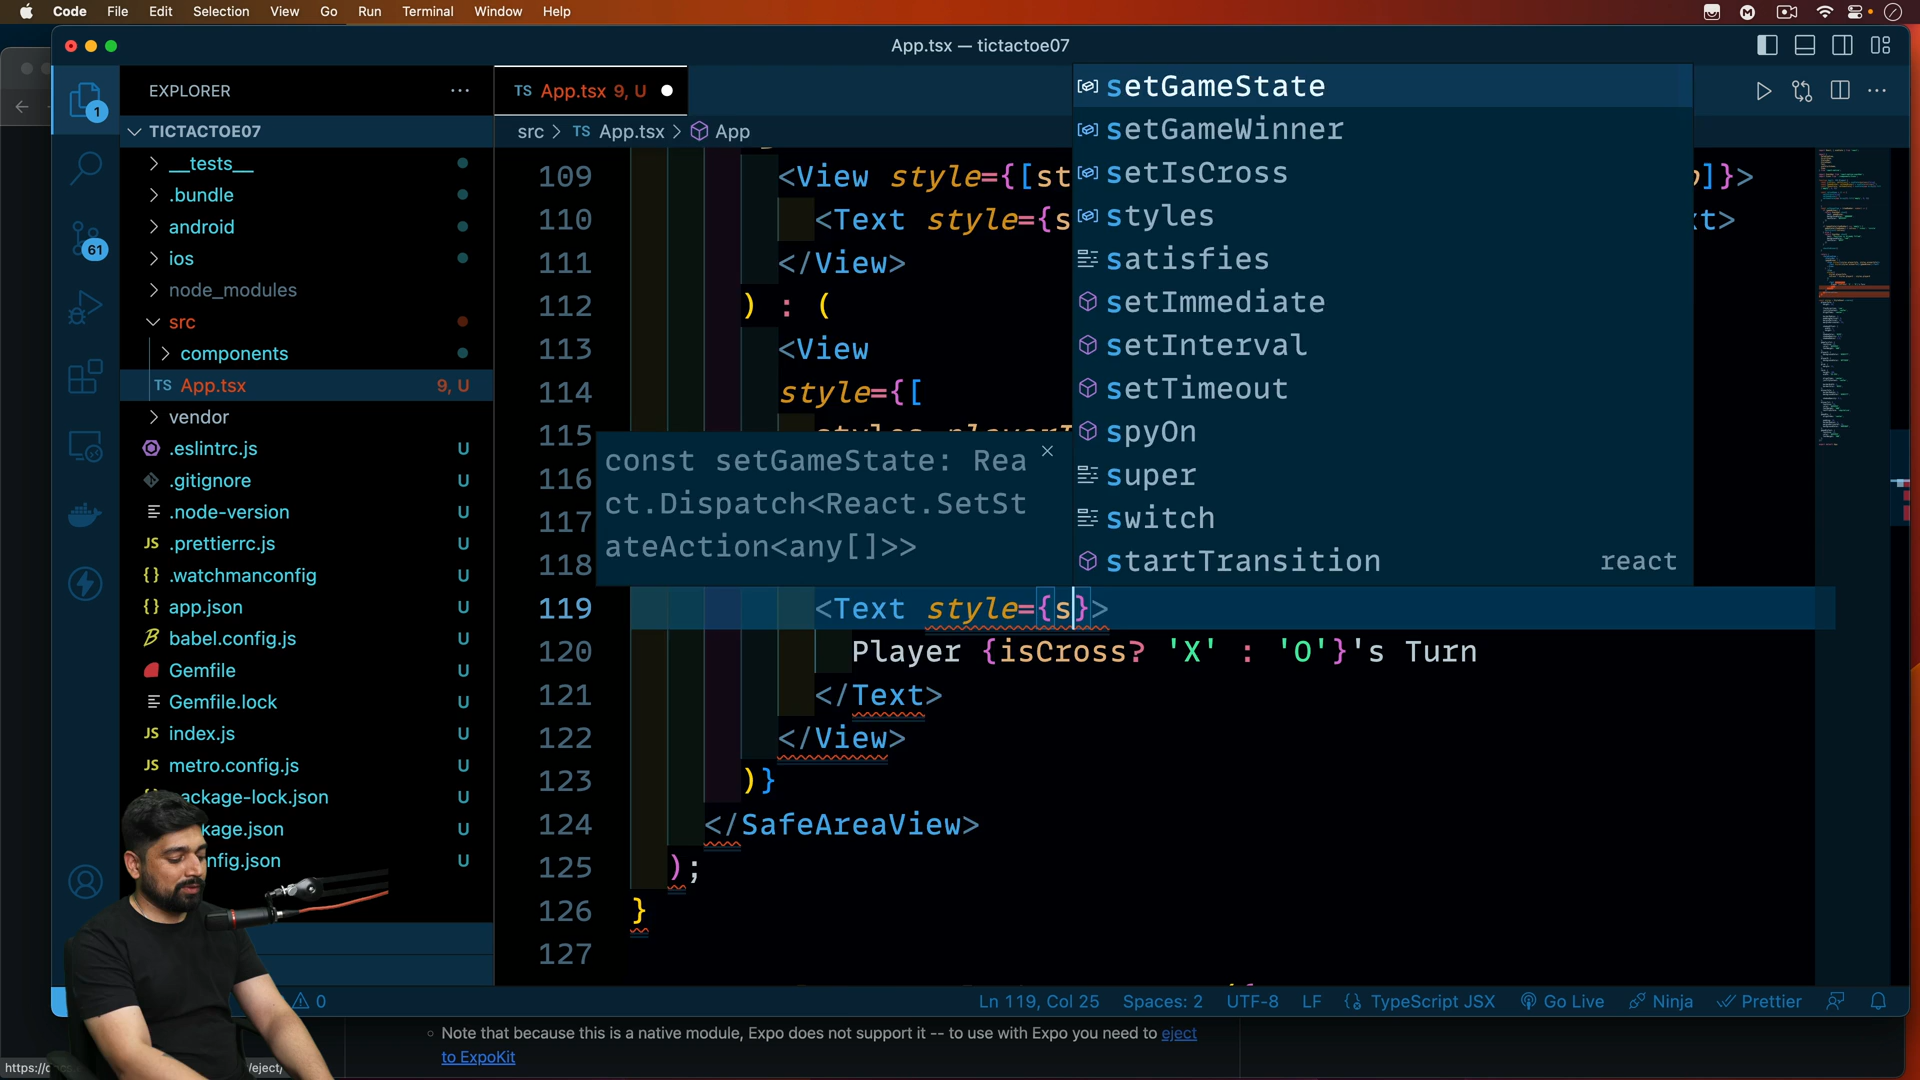 Code File Edit Selection View Go Run Terminal Window Help
App.tsx — tictactoe07
EXPLORER
TS App.tsx 9, U
src > TS App.tsx > App
1
61
TICTACTOE07
__tests__
.bundle
android
ios
node_modules
src
components
TS App.tsx 9, U
vendor
.eslintrc.js U
.gitignore U
.node-version U
JS .prettierrc.js U
.watchmanconfig U
{} app.json U
babel.config.js U
Gemfile U
Gemfile.lock U
JS index.js U
JS metro.config.js U
ackage-lock.json U
kage.json U
nfig.json U
109 <View style={[st ]}>
110 <Text style={s t>
111 </View>
112 ) : (
113 <View
114 style={[
115
116
117
118
119 <Text style={s}>
120 Player {isCross? 'X' : 'O'}'s Turn
121 </Text>
122 </View>
123 )}
124 </SafeAreaView>
125 );
126 }
127
setGameState
setGameWinner
setIsCross
styles
satisfies
setImmediate
setInterval
setTimeout
spyOn
super
switch
startTransition react
const setGameState: Rea
ct.Dispatch<React.SetSt
ateAction<any[]>>
0
Ln 119, Col 25 Spaces: 2 UTF-8 LF {} TypeScript JSX Go Live Ninja Prettier
Note that because this is a native module, Expo does not support it -- to use with Expo you need to eject
to ExpoKit
https://d /eject/